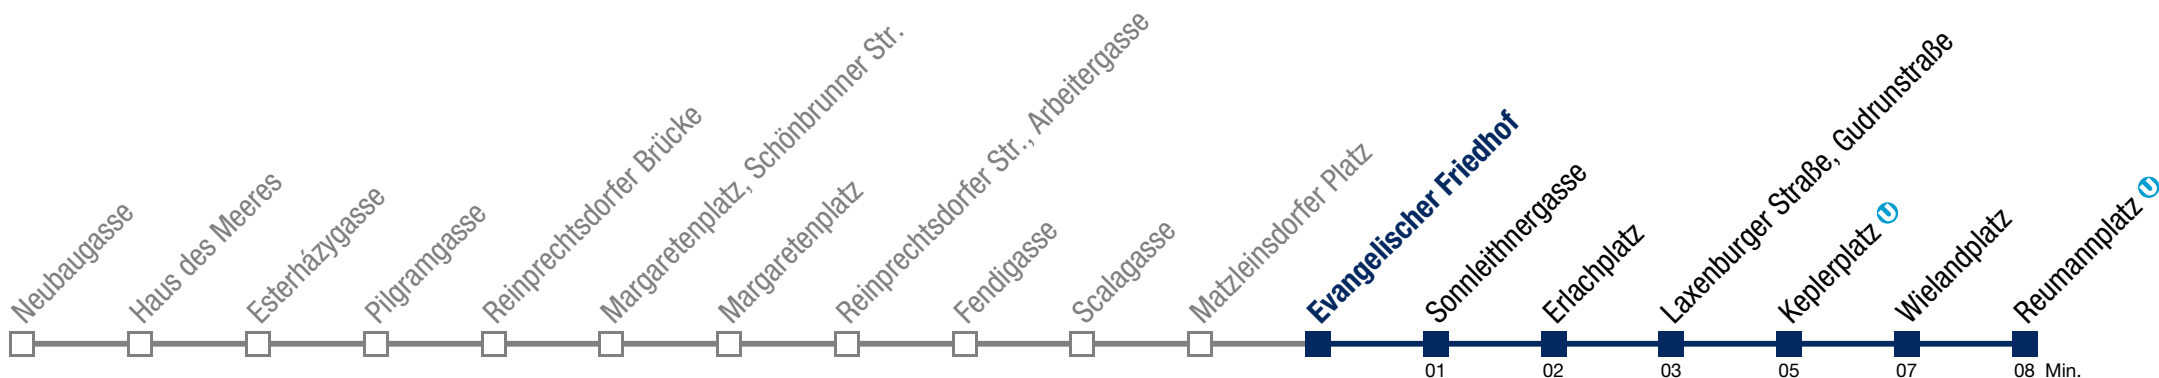 Neubaugasse
Haus des Meeres
Esterházygasse
Pilgramgasse
Reinprechtsdorfer Brücke
Margaretenplatz, Schönbrunner Str.
Margaretenplatz
Reinprechtsdorfer Str., Arbeitergasse
Fendigasse
Scalagasse
Matzleinsdorfer Platz
Evangelischer Friedhof
Sonnleithnergasse
Erlachplatz
Laxenburger Straße, Gudrunstraße
Keplerplatz U
Wielandplatz
Reumannplatz U
01 02 03 05 07 08 Min.